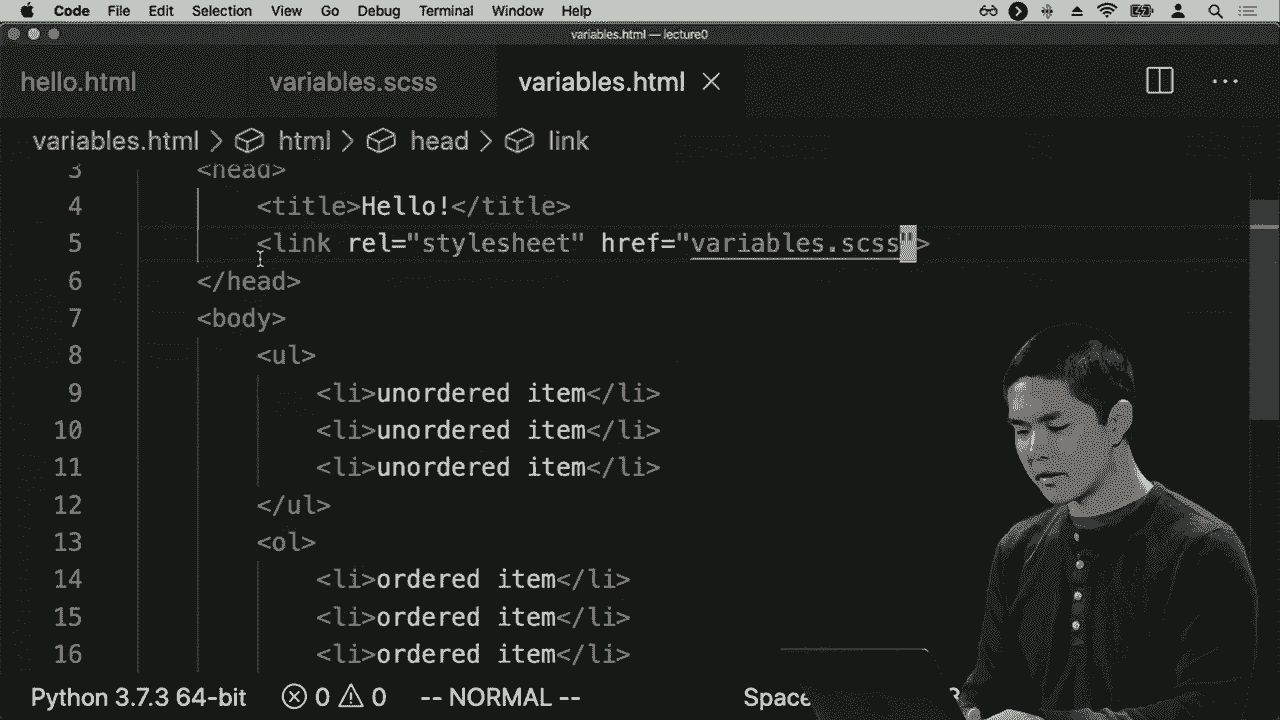 Code File Edit Selection View Go Debug Terminal Window Help
variables.html — lecture0
hello.html variables.scss variables.html
variables.html > html > head > link
3 <head>
4 <title>Hello!</title>
5 <link rel="stylesheet" href="variables.scss">
6 </head>
7 <body>
8 <ul>
9 <li>unordered item</li>
10 <li>unordered item</li>
11 <li>unordered item</li>
12 </ul>
13 <ol>
14 <li>ordered item</li>
15 <li>ordered item</li>
16 <li>ordered item</li>
Python 3.7.3 64-bit 0 0 -- NORMAL --